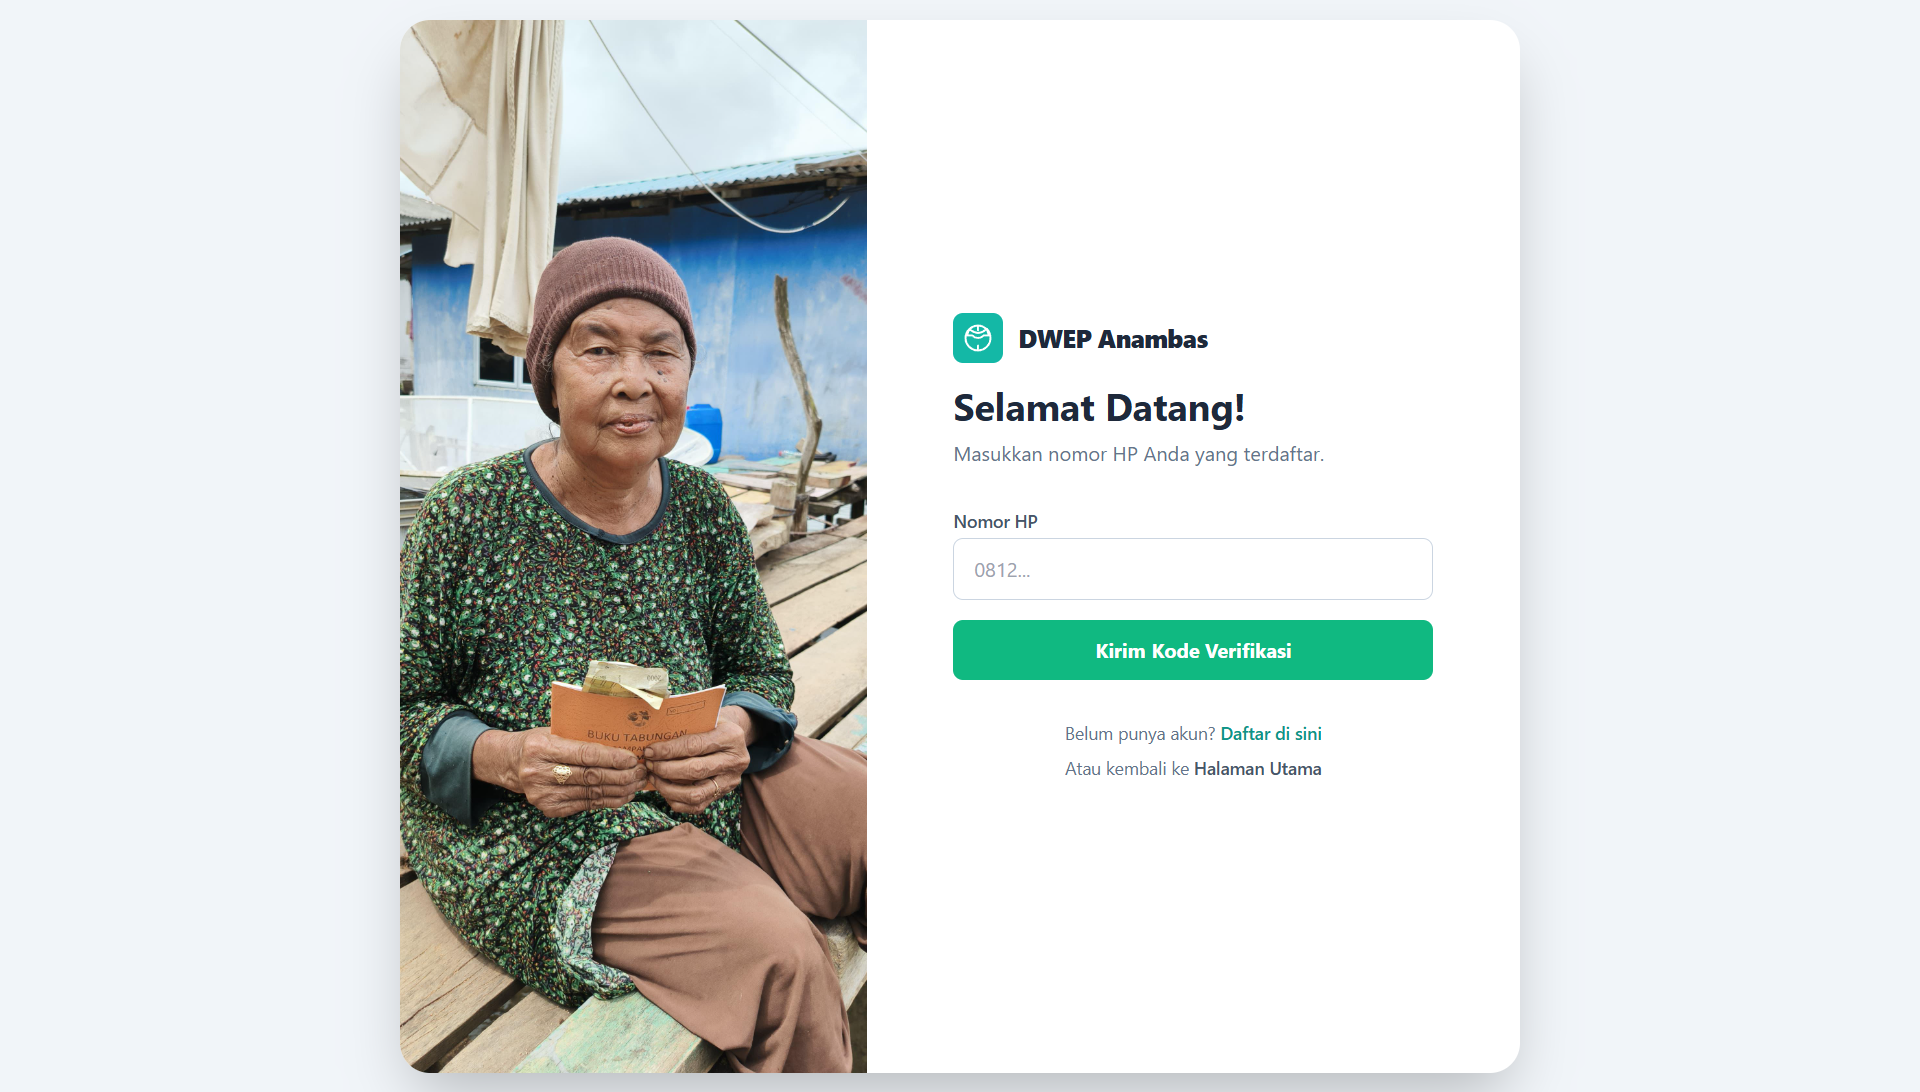 DWEP Anambas
Selamat Datang!
Masukkan nomor HP Anda yang terdaftar.
Nomor HP
0812...
Kirim Kode Verifikasi
Belum punya akun? Daftar di sini
Atau kembali ke Halaman Utama
BUKU TABUNGAN